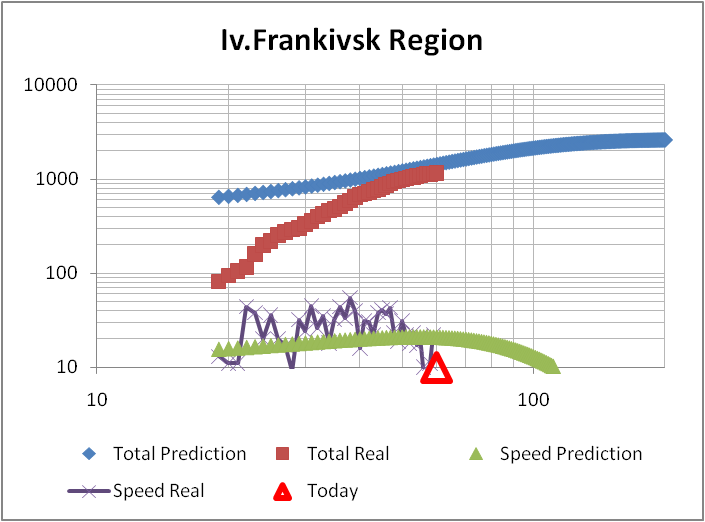 Iv.Frankivsk Region
10000
1000
100
10
10 100
Total Prediction Total Real Speed Prediction
Speed Real Today